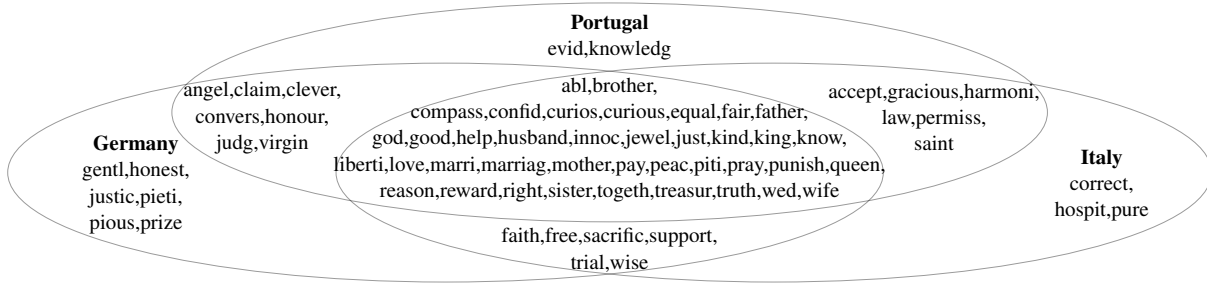 Portugal
evid,knowledg
angel,claim,clever,
convers,honour,
judg,virgin
abl,brother,
compass,confid,curios,curious,equal,fair,father,
god,good,help,husband,innoc,jewel,just,kind,king,know,
liberti,love,marri,marriag,mother,pay,peac,piti,pray,punish,queen,
reason,reward,right,sister,togeth,treasur,truth,wed,wife
accept,gracious,harmoni,
law,permiss,
saint
Germany
gentl,honest,
justic,pieti,
pious,prize
Italy
correct,
hospit,pure
faith,free,sacrific,support,
trial,wise